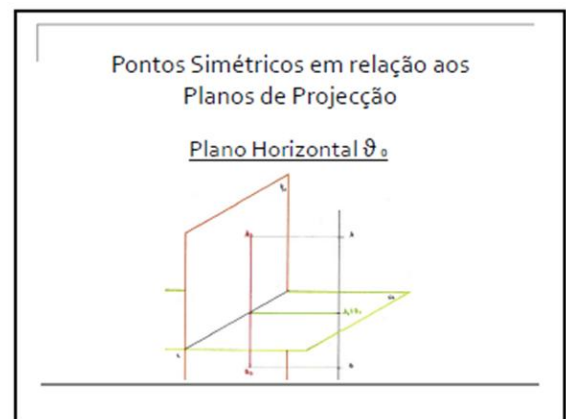 Pontos Simétricos em relação aos
Planos de Projecção
Plano Horizontal ϑ₀